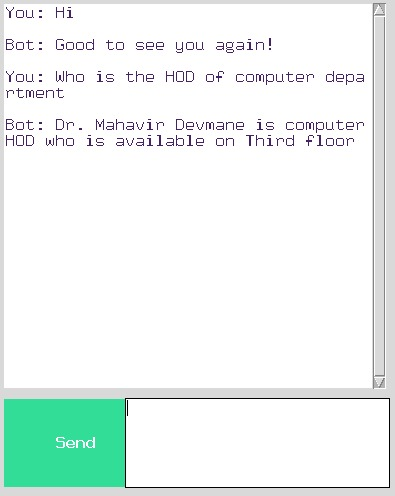 You: Hi
Bot: Good to see you again!
You: Who is the HOD of computer depa
rtment
Bot: Dr. Mahavir Devmane is computer
HOD who is available on Third floor
Send